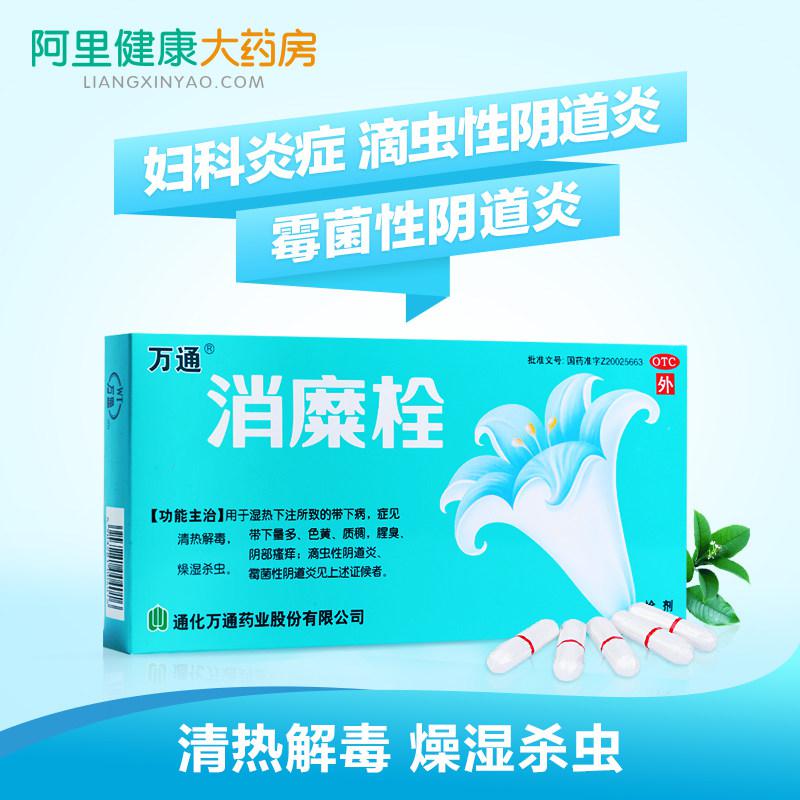 阿里健康大药房
LIANGXINYAO.COM
妇科炎症 滴虫性阴道炎
霉菌性阴道炎
万通®
批准文号: 国药准字Z20025663 OTC
外
消糜栓
【功能主治】用于湿热下注所致的带下病，症见
清热解毒， 带下量多、色黄、质稠，腥臭、
阴部瘙痒；滴虫性阴道炎、
燥湿杀虫。 霉菌性阴道炎见上述证候者。
通化万通药业股份有限公司
剂
WT
万通
清热解毒 燥湿杀虫